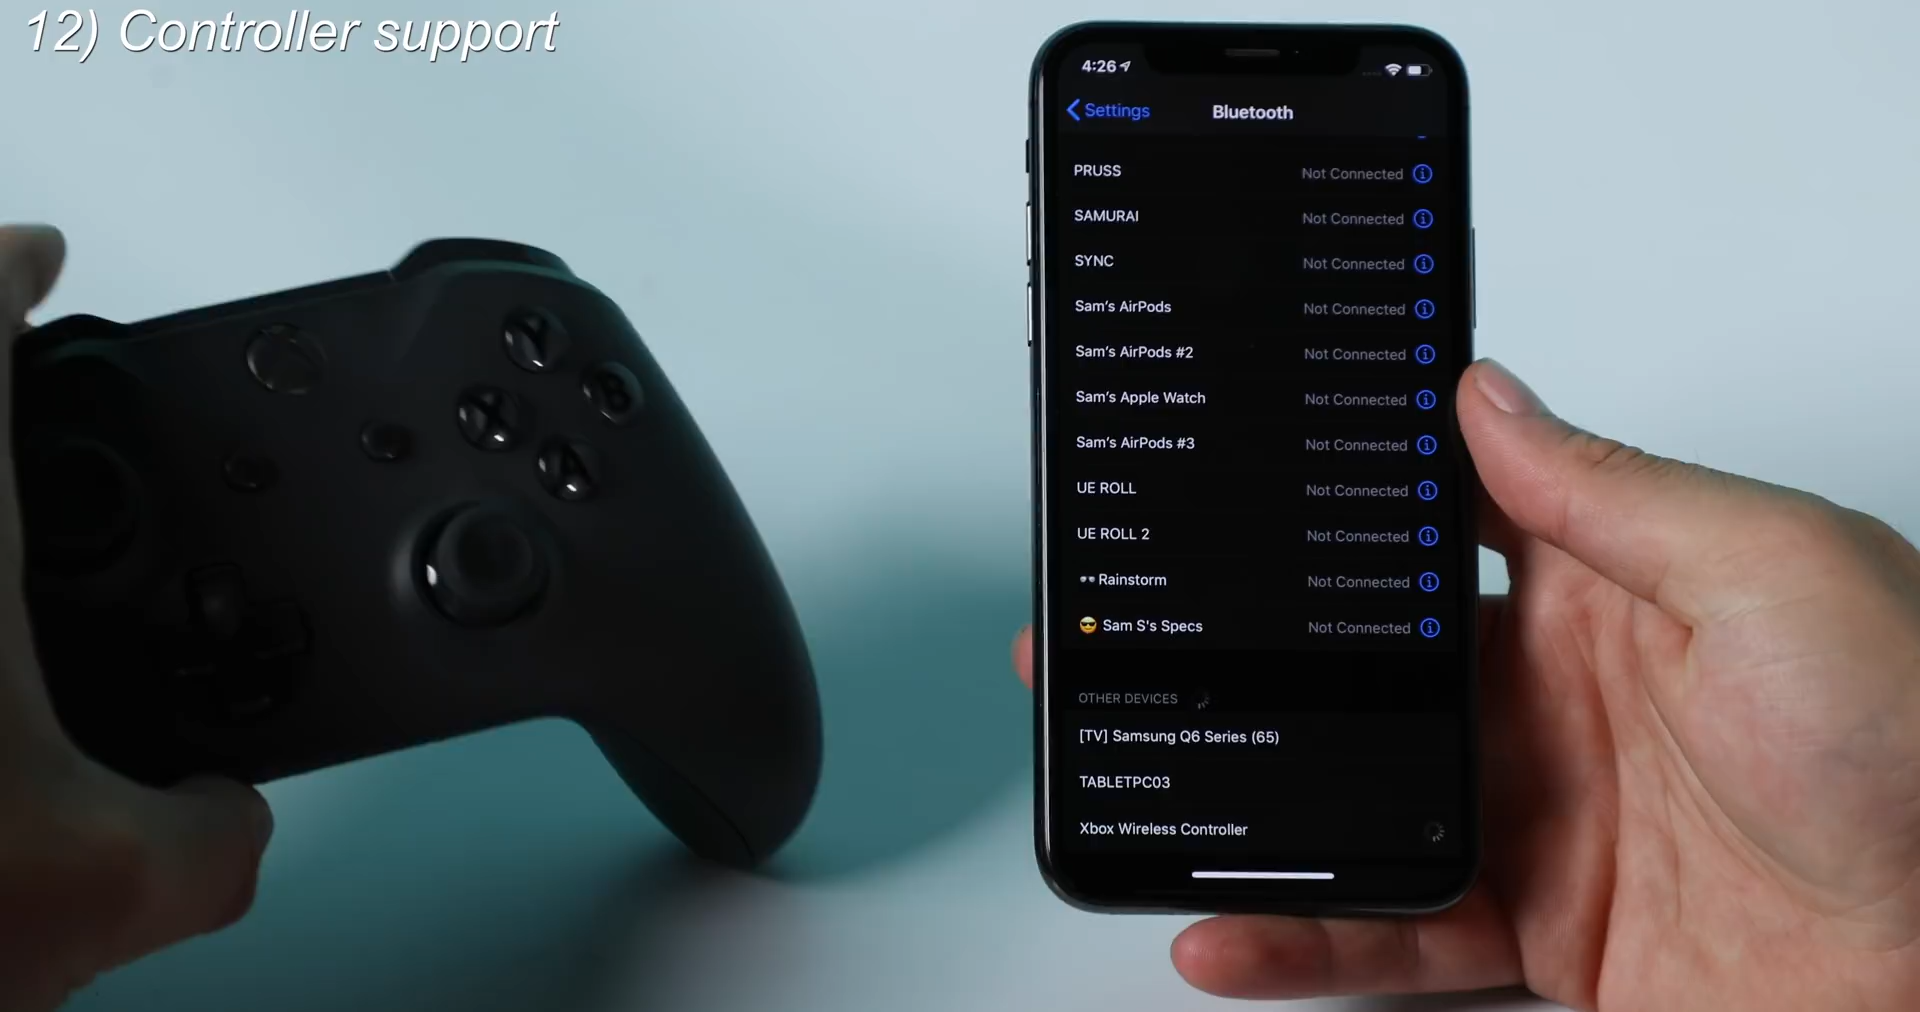 12) Controller support
4:26
Settings
Bluetooth
PRUSS Not Connected
SAMURAI Not Connected
SYNC Not Connected
Sam's AirPods Not Connected
Sam's AirPods #2 Not Connected
Sam's Apple Watch Not Connected
Sam's AirPods #3 Not Connected
UE ROLL Not Connected
UE ROLL 2 Not Connected
🕶️Rainstorm Not Connected
😎 Sam S's Specs Not Connected
OTHER DEVICES
[TV] Samsung Q6 Series (65)
TABLETPC03
Xbox Wireless Controller
Y
B
X
A